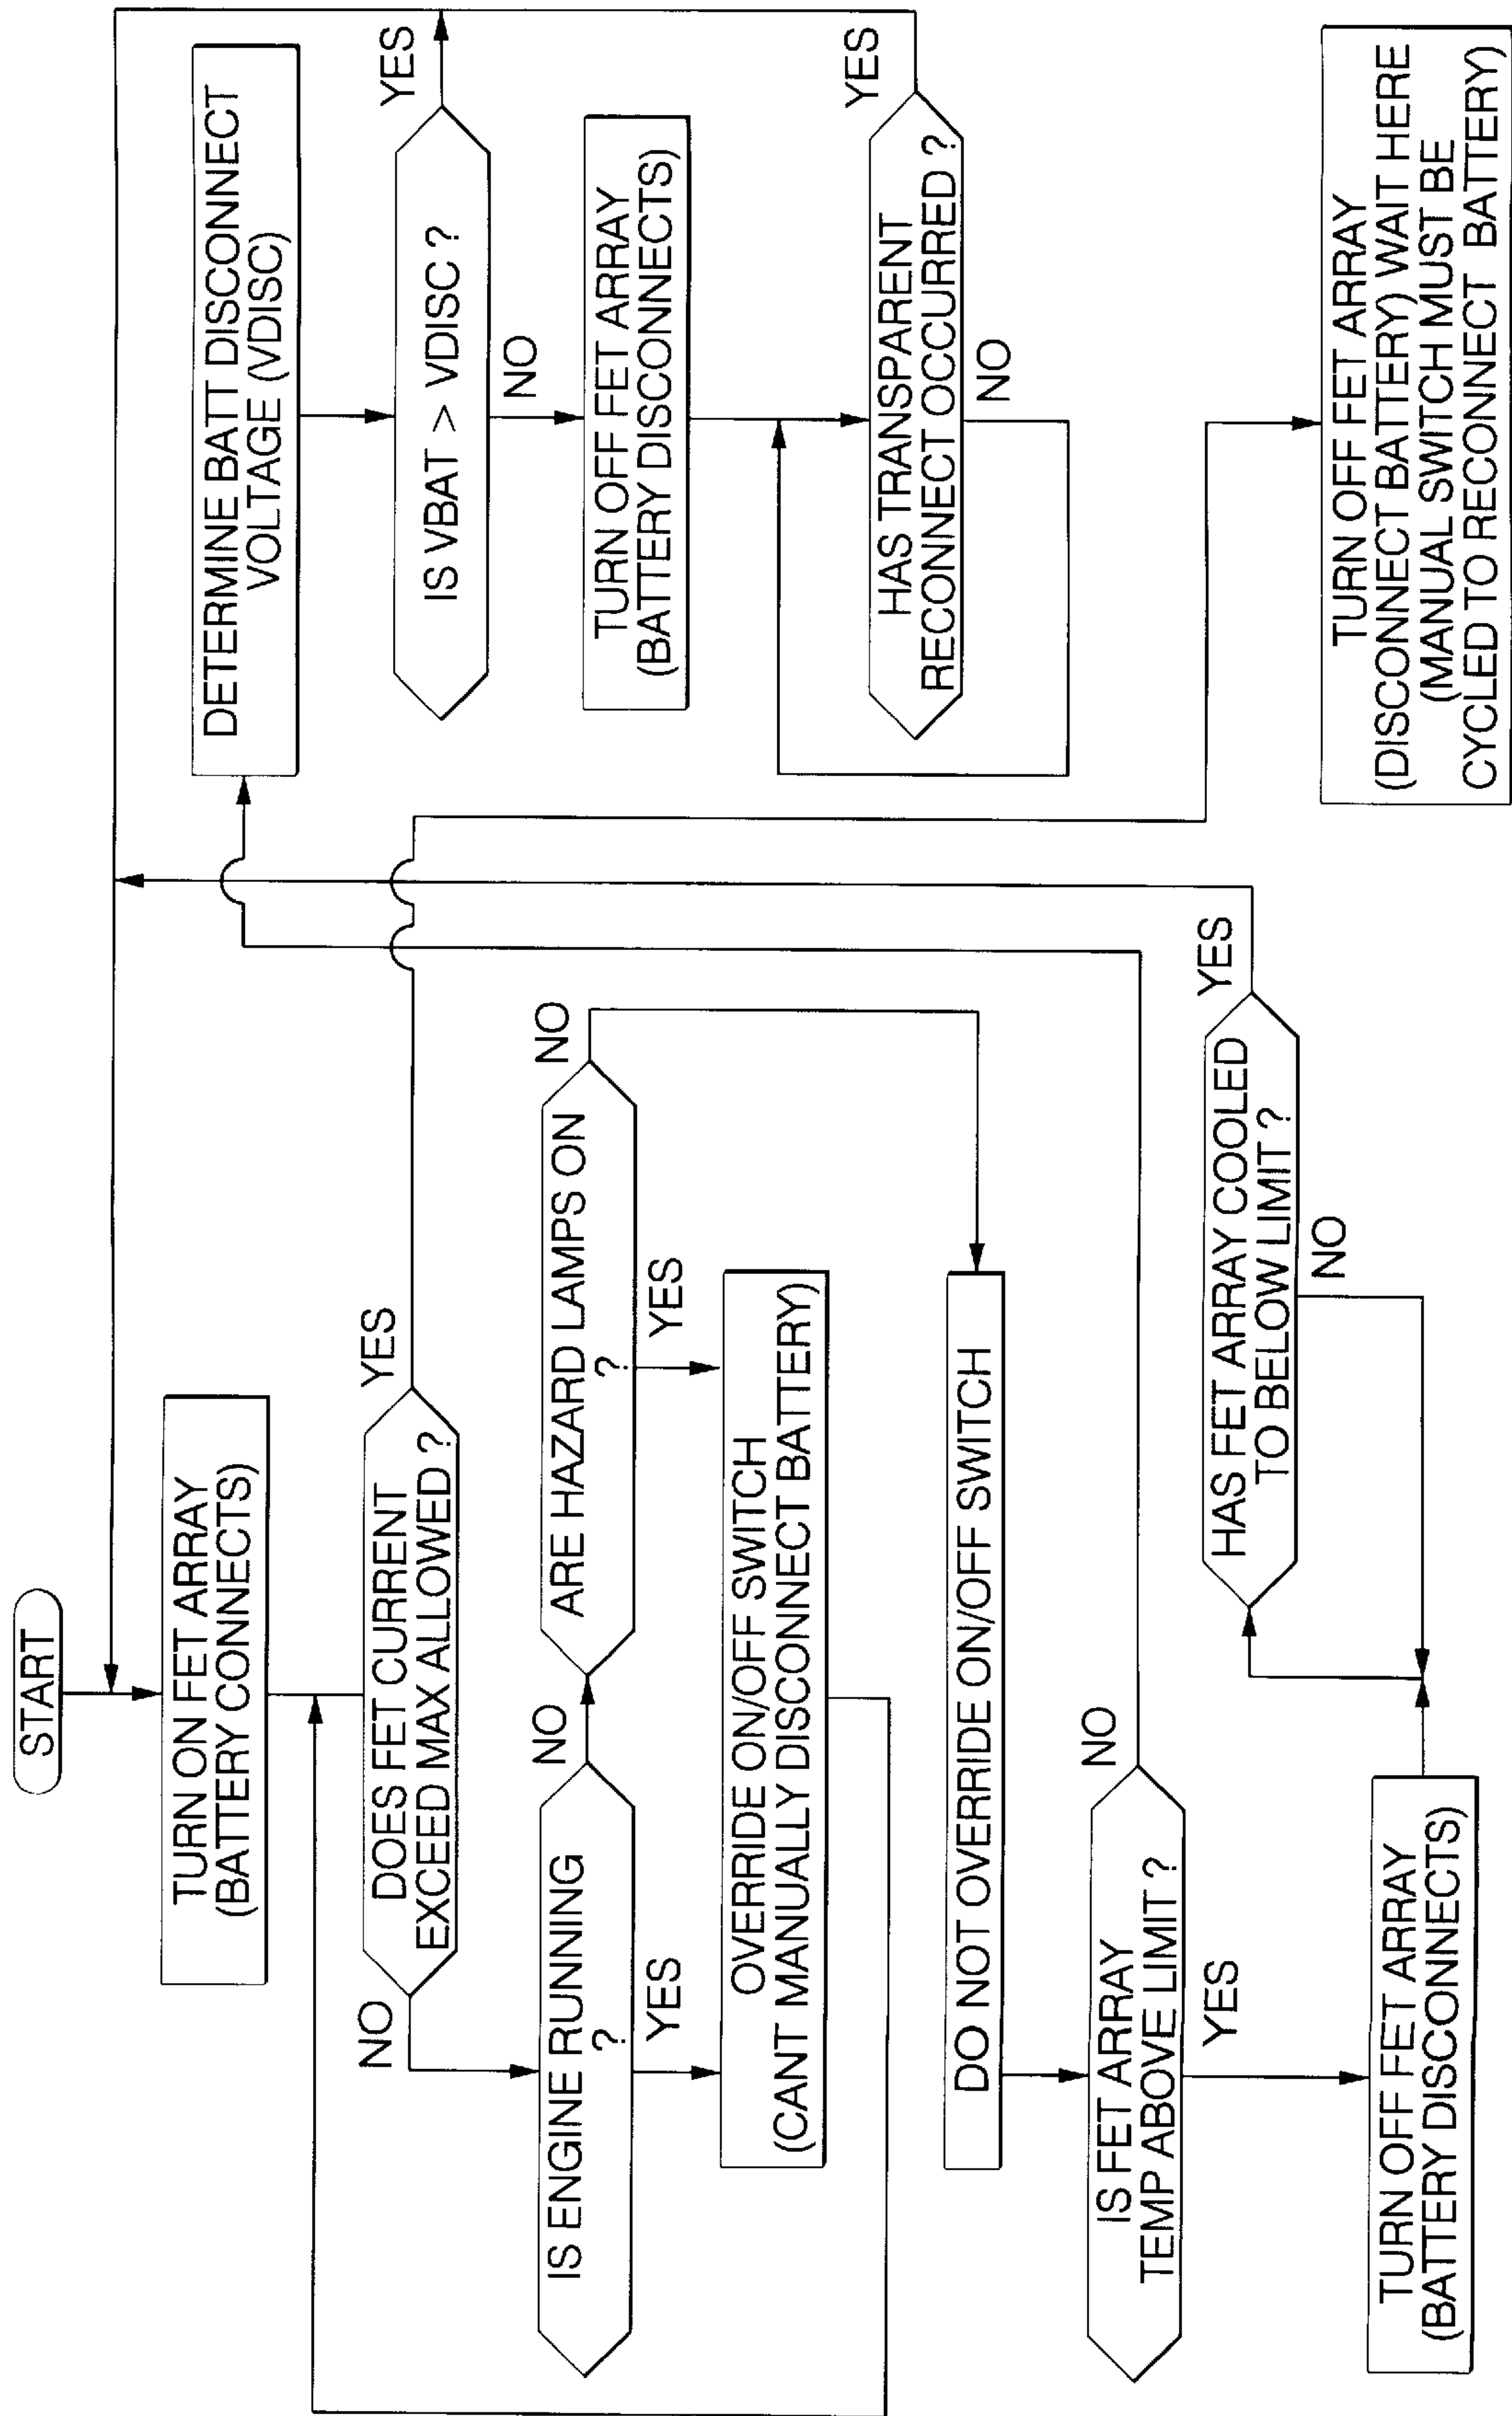 START
TURN ON FET ARRAY
(BATTERY CONNECTS)
DOES FET CURRENT
EXCEED MAX ALLOWED ?
YES
NO
IS ENGINE RUNNING
?
NO
YES
ARE HAZARD LAMPS ON
?
NO
YES
OVERRIDE ON/OFF SWITCH
(CANT MANUALLY DISCONNECT BATTERY)
DO NOT OVERRIDE ON/OFF SWITCH
IS FET ARRAY
TEMP ABOVE LIMIT ?
NO
YES
TURN OFF FET ARRAY
(BATTERY DISCONNECTS)
HAS FET ARRAY COOLED
TO BELOW LIMIT ?
YES
NO
DETERMINE BATT DISCONNECT
VOLTAGE (VDISC)
IS VBAT > VDISC ?
YES
NO
TURN OFF FET ARRAY
(BATTERY DISCONNECTS)
HAS TRANSPARENT
RECONNECT OCCURRED ?
YES
NO
TURN OFF FET ARRAY
(DISCONNECT BATTERY) WAIT HERE
(MANUAL SWITCH MUST BE
CYCLED TO RECONNECT BATTERY)